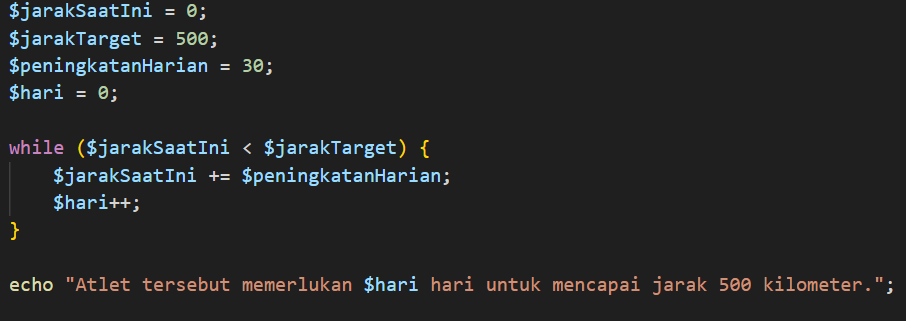 $jarakSaatIni = 0;
$jarakTarget = 500;
$peningkatanHarian = 30;
$hari = 0;
while ($jarakSaatIni < $jarakTarget) {
    $jarakSaatIni += $peningkatanHarian;
    $hari++;
}
echo "Atlet tersebut memerlukan $hari hari untuk mencapai jarak 500 kilometer.";